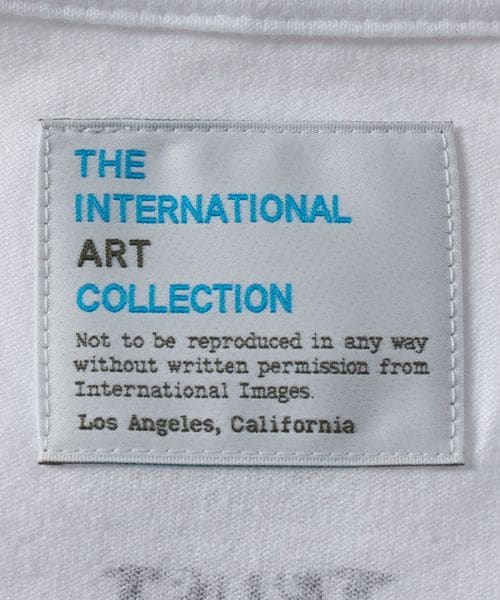 THE
INTERNATIONAL
ART
COLLECTION
Not to be reproduced in any way
without written permission from
International Images.
Los Angeles, California